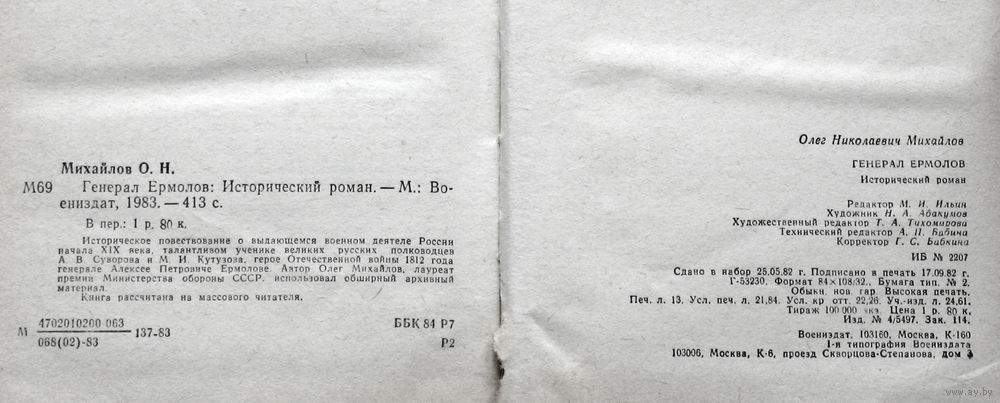 Михайлов О. Н.
М69 Генерал Ермолов: Исторический роман. — М.: Во-
ениздат, 1983. — 413 с.
В пер.: 1 р. 80 к.
Историческое повествование о выдающемся военном деятеле России
начала XIX века, талантливом ученике великих русских полководцев
А. В. Суворова и М. И. Кутузова, герое Отечественной войны 1812 года
генерале Алексее Петровиче Ермолове. Автор Олег Михайлов, лауреат
премии Министерства обороны СССР, использовал обширный архивный
материал.
Книга рассчитана на массового читателя.
М 4702010200-063
068(02)-83
137-83
ББК 84 Р7
Р2
Олег Николаевич Михайлов
ГЕНЕРАЛ ЕРМОЛОВ
Исторический роман
Редактор М. И. Ильин
Художник Н. А. Абакумов
Художественный редактор Т. А. Тихомирова
Технический редактор А. П. Бабина
Корректор Г. С. Бабкина
ИБ № 2207
Сдано в набор 25.05.82 г. Подписано в печать 17.09.82 г.
Г-53230. Формат 84×108/32. Бумага тип. № 2.
Обыкн. нов. гар. Высокая печать.
Печ. л. 13. Усл. печ. л. 21,84. Усл. кр отт. 22,26. Уч.-изд. л. 24,61.
Тираж 100 000 экз. Цена 1 р. 80 к.
Изд. № 4/5497. Зак. 114.
Воениздат, 103160, Москва, К-160
1-я типография Воениздата
103006, Москва, К-6, проезд Скворцова-Степанова, дом 3
www.ay.by